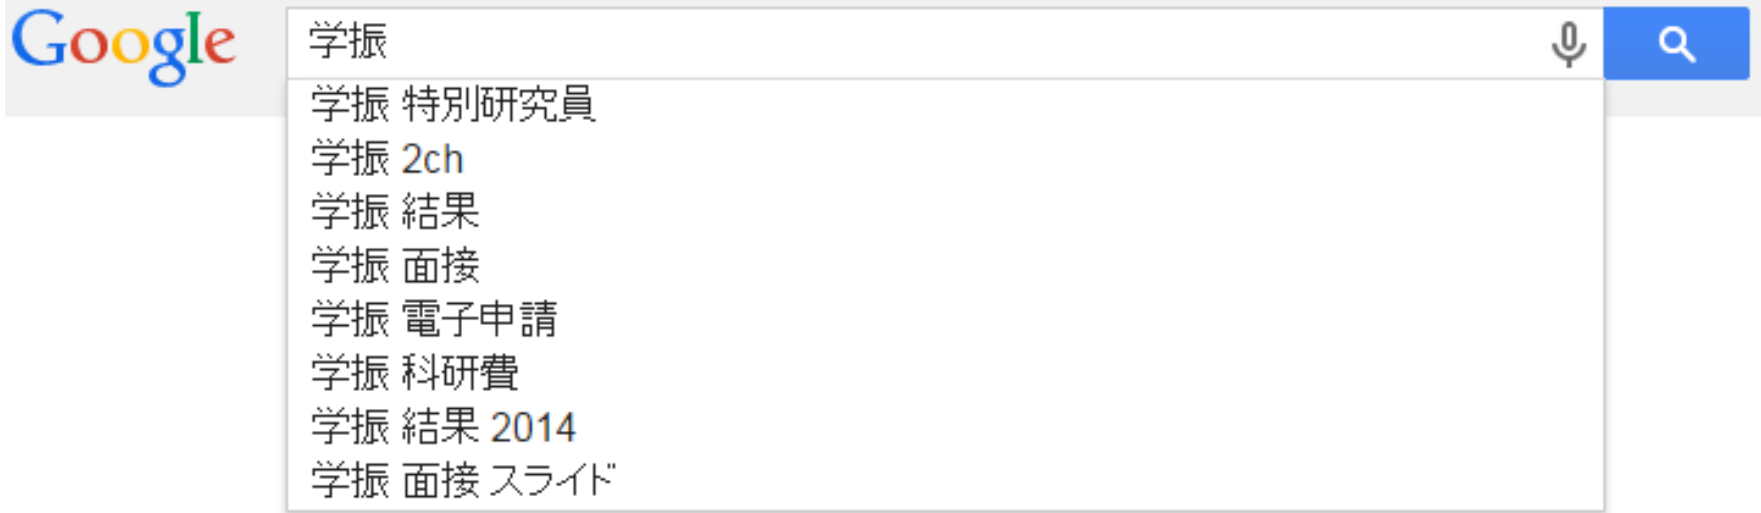 Google 学振
学振 特別研究員
学振 2ch
学振 結果
学振 面接
学振 電子申請
学振 科研費
学振 結果 2014
学振 面接 スライド